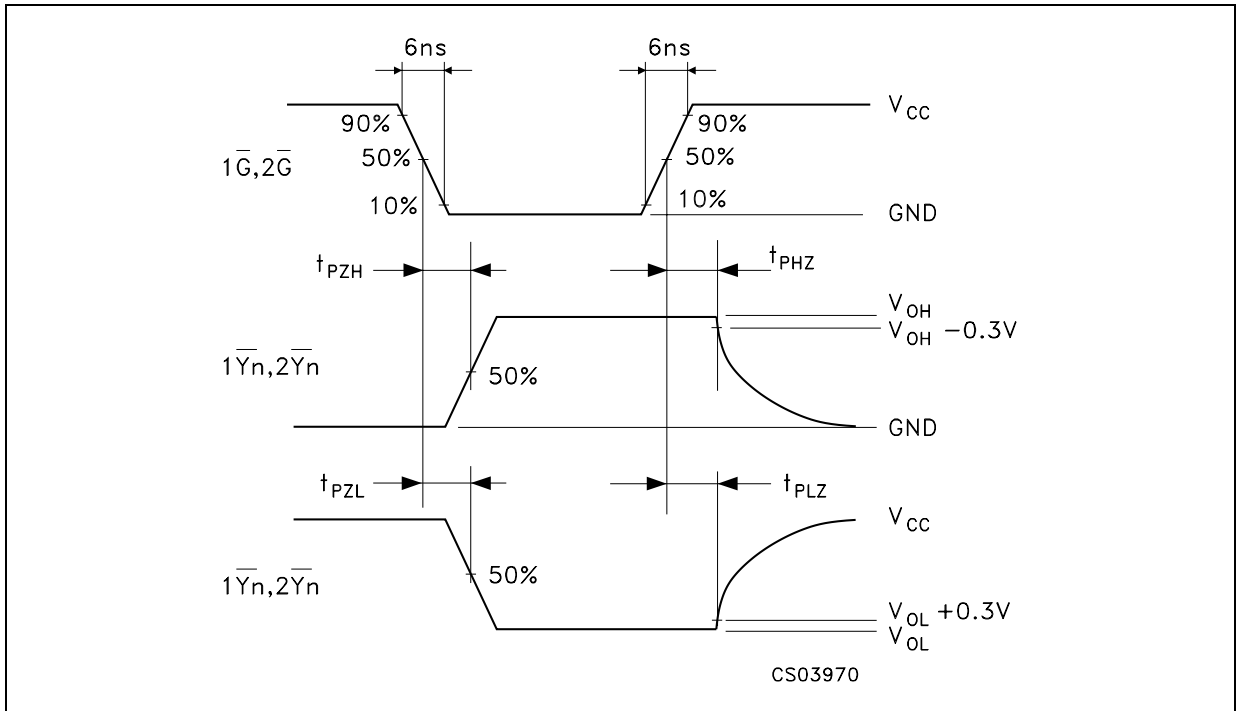 6ns 6ns
V_CC
90% 90%
1G̅,2G̅ 50% 50%
10% 10%
GND
t_PZH t_PHZ
V_OH
V_OH −0.3V
1Y̅n̅,2Y̅n̅ 50%
GND
t_PZL t_PLZ
V_CC
1Y̅n̅,2Y̅n̅ 50%
V_OL +0.3V
V_OL
CS03970